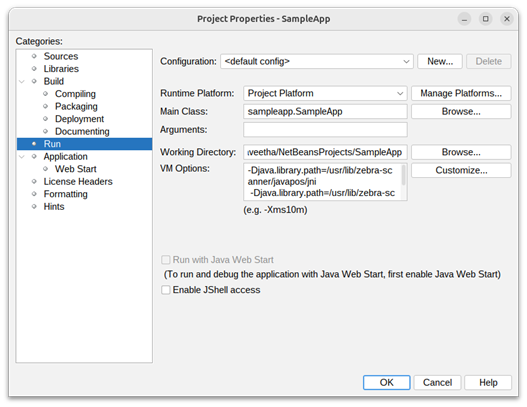 Project Properties - SampleApp
Categories:
Sources
Libraries
Build
Compiling
Packaging
Deployment
Documenting
Run
Application
Web Start
License Headers
Formatting
Hints
Configuration: <default config> New... Delete
Runtime Platform: Project Platform Manage Platforms...
Main Class: sampleapp.SampleApp Browse...
Arguments:
Working Directory: weetha/NetBeansProjects/SampleApp Browse...
VM Options: -Djava.library.path=/usr/lib/zebra-sc Customize...
anner/javapos/jni
-Djava.library.path=/usr/lib/zebra-sc
(e.g. -Xms10m)
Run with Java Web Start
(To run and debug the application with Java Web Start, first enable Java Web Start)
Enable JShell access
OK Cancel Help